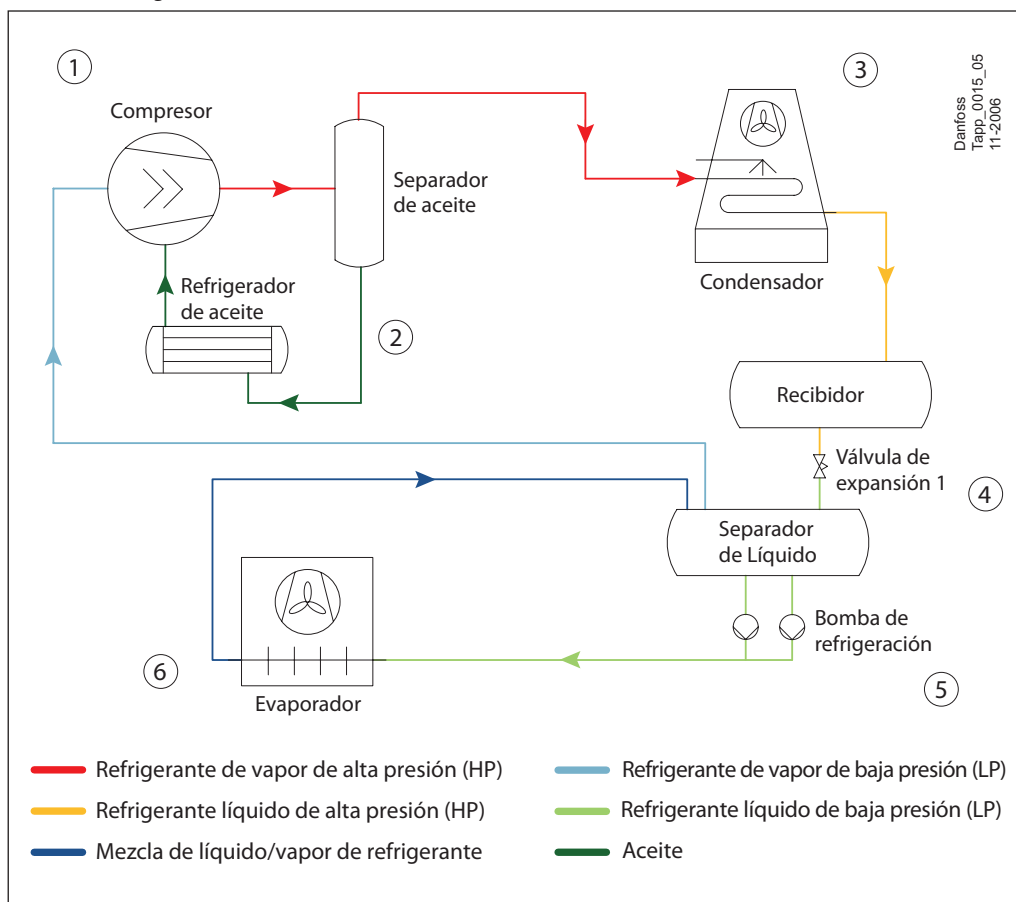 1
Compresor
Separador
de aceite
Refrigerador
de aceite
2
3
Danfoss
Tapp_0015_05
11-2006
Condensador
Recibidor
Válvula de
expansión 1
4
Separador
de Líquido
Bomba de
refrigeración
5
6
Evaporador
Refrigerante de vapor de alta presión (HP)
Refrigerante líquido de alta presión (HP)
Mezcla de líquido/vapor de refrigerante
Refrigerante de vapor de baja presión (LP)
Refrigerante líquido de baja presión (LP)
Aceite